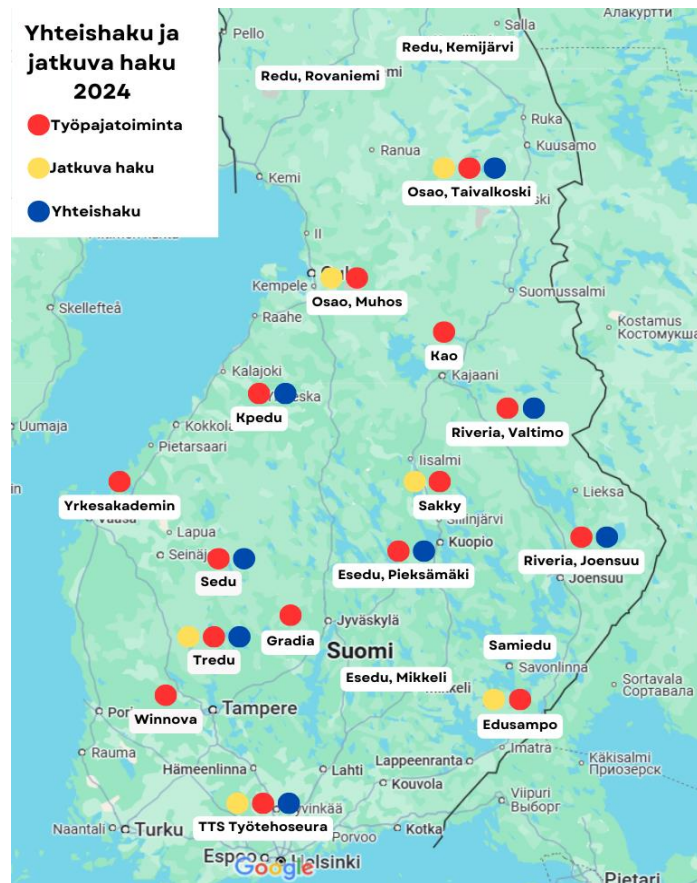 Yhteishaku ja
jatkuva haku
2024
Työpajatoiminta
Jatkuva haku
Yhteishaku
Алакуртти
Salla
Pello
Redu, Kemijärvi
Redu, Rovaniemi
Ruka
Ranua
Kuusamo
Kemi
Osao, Taivalkoski
Ii
Kempele
Osao, Muhos
Suomussalmi
Skellefteå
Raahe
Kostamus
Костомукша
Kao
Kalajoki
Kajaani
Kpedu
Uumaja
Kokkola
Riveria, Valtimo
Pietarsaari
Iisalmi
Yrkesakademin
Sakky
Lieksa
Vaasa
Siilinjärvi
Lapua
Kuopio
Seinäj
Sedu
Esedu, Pieksämäki
Riveria, Joensuu
Joensuu
Gradia
Jyväskylä
Tredu
Suomi
Samiedu
Savonlinna
Esedu, Mikkeli
Sortavala
Сортавала
Winnova
Edusampo
Tampere
Imatra
Rauma
Lappeenranta
Käkisalmi
Приозерск
Hämeenlinna
Lahti
Kouvola
Viipuri
Выборг
TTS Työtehoseura
Naantali
Turku
Porvoo
Kotka
Espoo
Helsinki
Google
Pietari